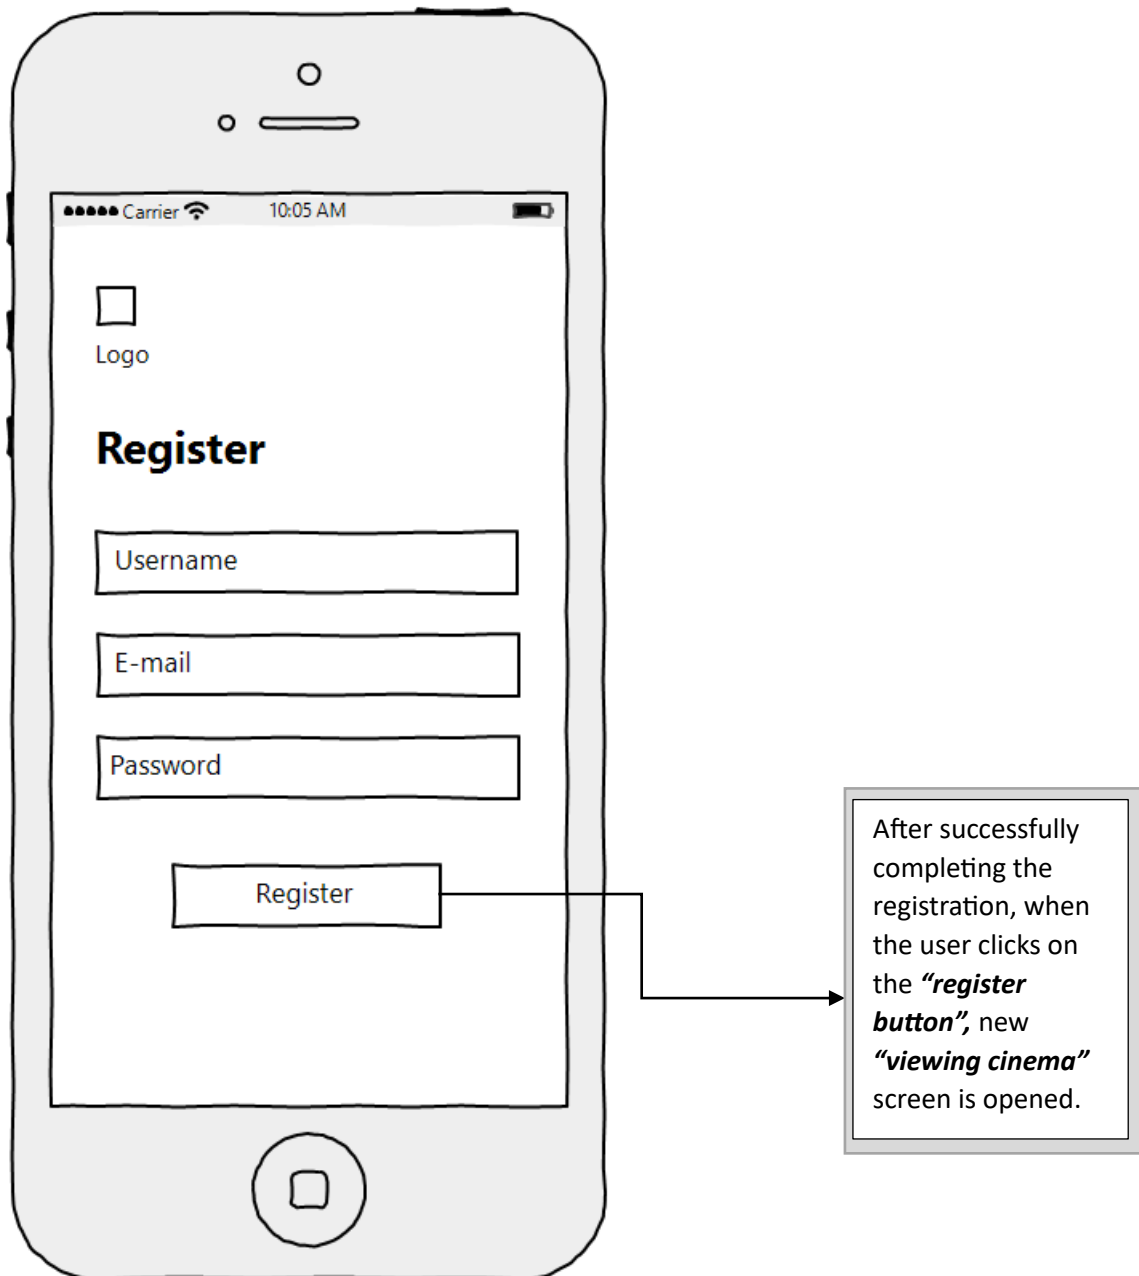 Carrier 10:05 AM
Logo
Register
Username
E-mail
Password
Register
After successfully
completing the
registration, when
the user clicks on
the “register
button”, new
“viewing cinema”
screen is opened.